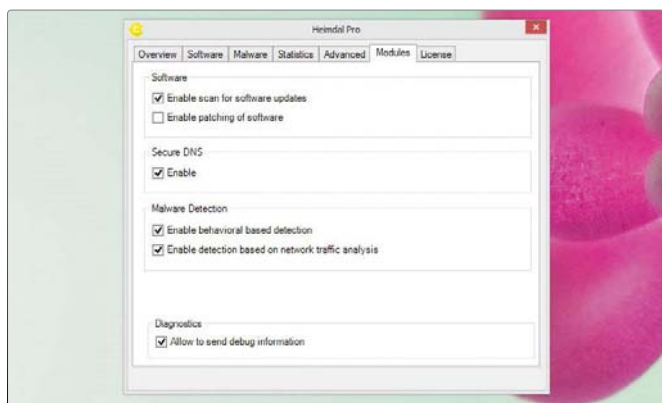 Heimdal Pro
Overview Software Malware Statistics Advanced Modules License
Software
Enable scan for software updates
Enable patching of software
Secure DNS
Enable
Malware Detection
Enable behavioral based detection
Enable detection based on network traffic analysis
Diagnostics
Allow to send debug information